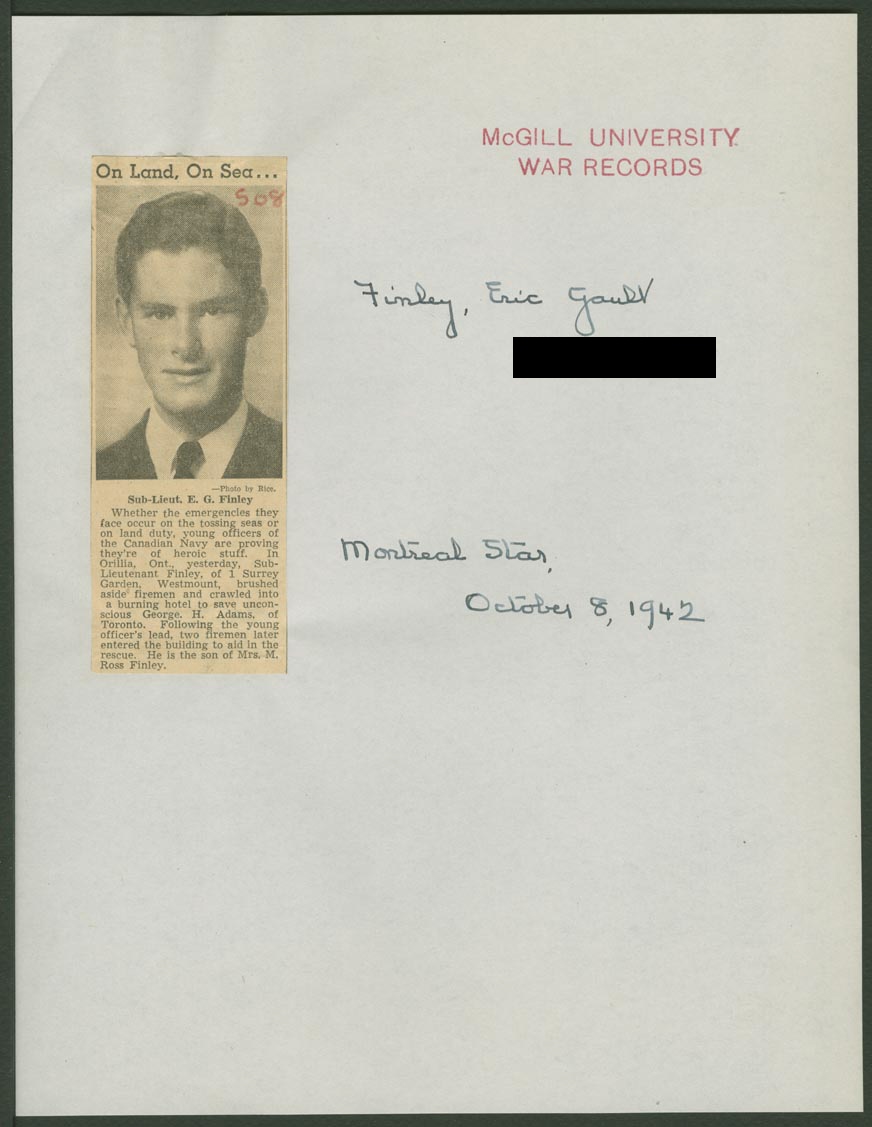 McGILL UNIVERSITY
WAR RECORDS
On Land, On Sea...
508
Finley, Eric Gault
—Photo by Rice.
Sub-Lieut. E. G. Finley
Whether the emergencies they
face occur on the tossing seas or
on land duty, young officers of
the Canadian Navy are proving
they're of heroic stuff. In
Orillia, Ont., yesterday, Sub-
Lieutenant Finley, of 1 Surrey
Garden, Westmount, brushed
aside firemen and crawled into
a burning hotel to save uncon-
scious George. H. Adams, of
Toronto. Following the young
officer's lead, two firemen later
entered the building to aid in the
rescue. He is the son of Mrs. M.
Ross Finley.
Montreal Star,
October 8, 1942